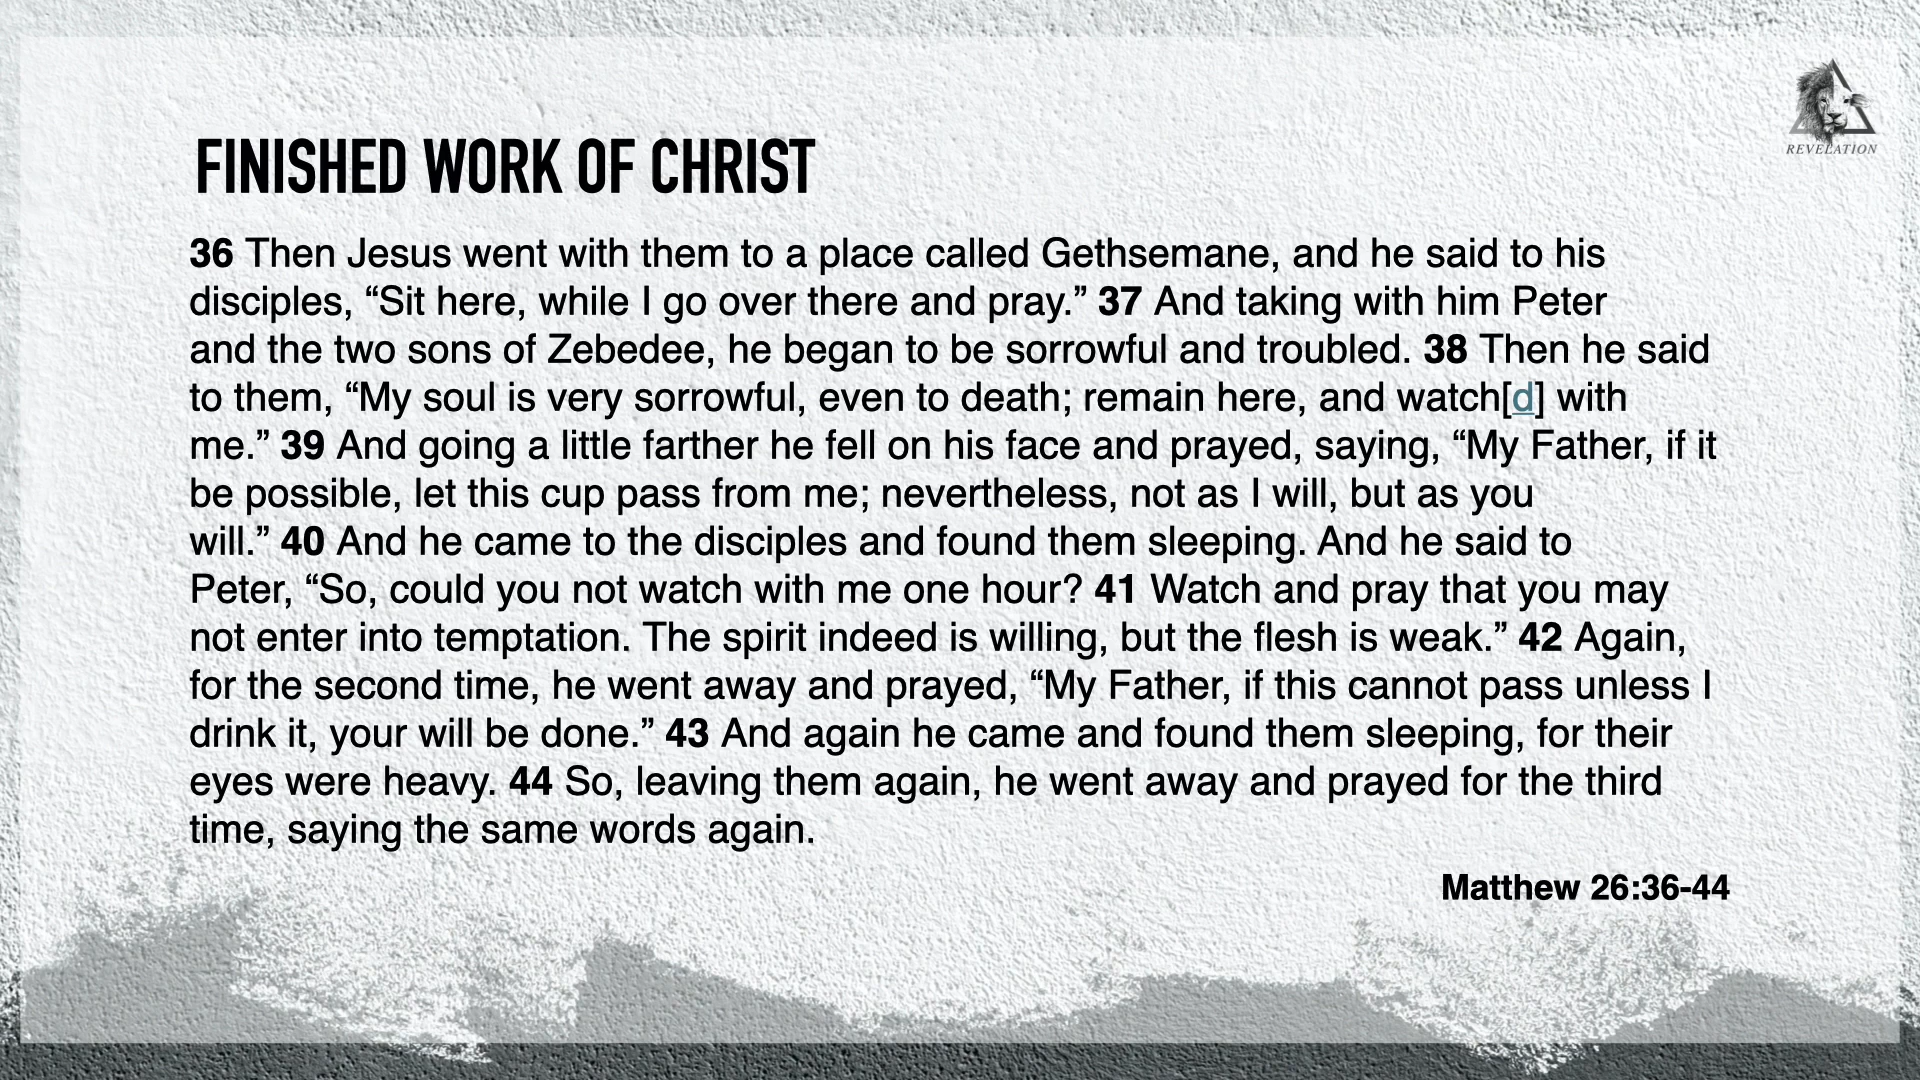 REVELATION
FINISHED WORK OF CHRIST
36 Then Jesus went with them to a place called Gethsemane, and he said to his
disciples, “Sit here, while I go over there and pray.” 37 And taking with him Peter
and the two sons of Zebedee, he began to be sorrowful and troubled. 38 Then he said
to them, “My soul is very sorrowful, even to death; remain here, and watch[d] with
me.” 39 And going a little farther he fell on his face and prayed, saying, “My Father, if it
be possible, let this cup pass from me; nevertheless, not as I will, but as you
will.” 40 And he came to the disciples and found them sleeping. And he said to
Peter, “So, could you not watch with me one hour? 41 Watch and pray that you may
not enter into temptation. The spirit indeed is willing, but the flesh is weak.” 42 Again,
for the second time, he went away and prayed, “My Father, if this cannot pass unless I
drink it, your will be done.” 43 And again he came and found them sleeping, for their
eyes were heavy. 44 So, leaving them again, he went away and prayed for the third
time, saying the same words again.
Matthew 26:36-44